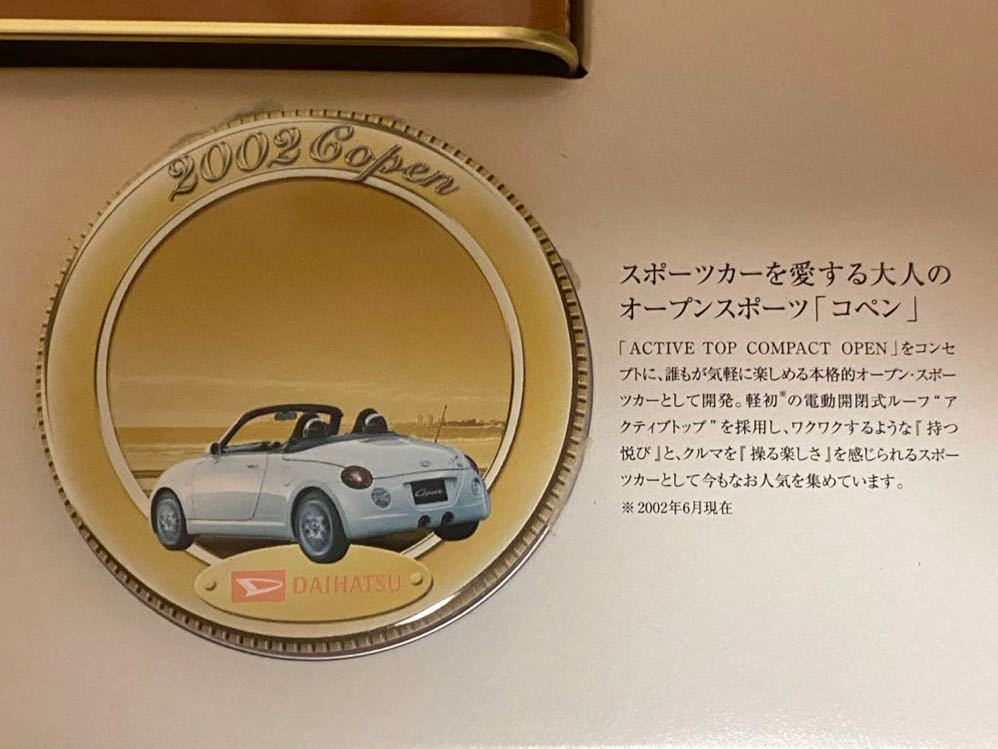 2002 Copen
Copen
DAIHATSU
スポーツカーを愛する大人の
オープンスポーツ「コペン」
「ACTIVE TOP COMPACT OPEN」をコンセ
プトに、誰もが気軽に楽しめる本格的オープン・スポー
ツカーとして開発。軽初※の電動開閉式ルーフ“ア
クティブトップ”を採用し、ワクワクするような『持つ
悦び』と、クルマを『操る楽しさ』を感じられるスポー
ツカーとして今もなお人気を集めています。
※2002年6月現在